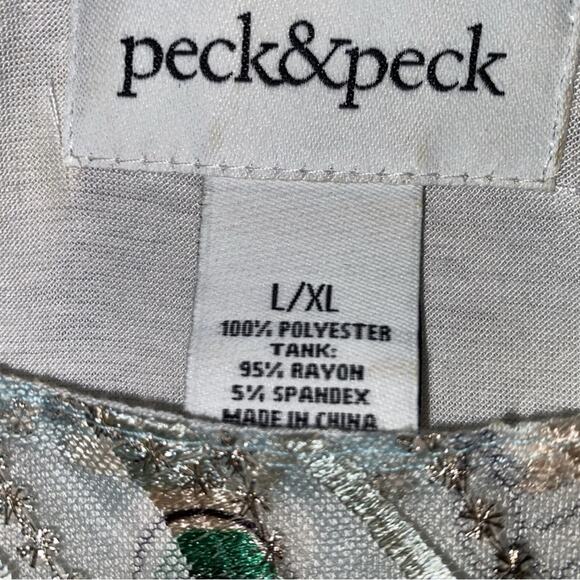 peck&peck
L/XL
100% POLYESTER
TANK:
95% RAYON
5% SPANDEX
MADE IN CHINA